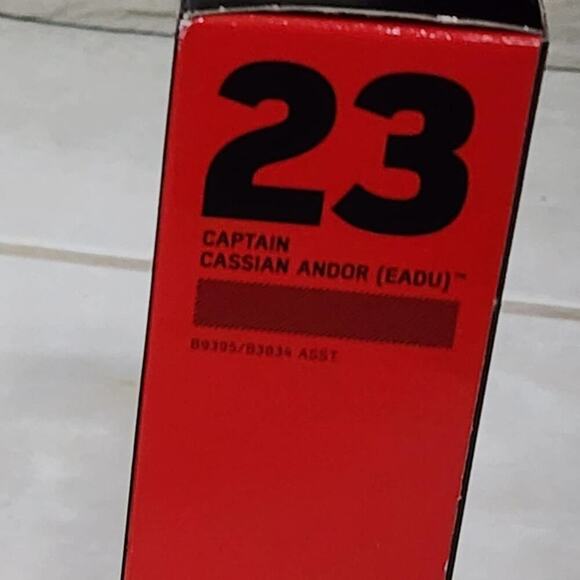 23
CAPTAIN
CASSIAN ANDOR (EADU)™
B9395/B3834 ASST